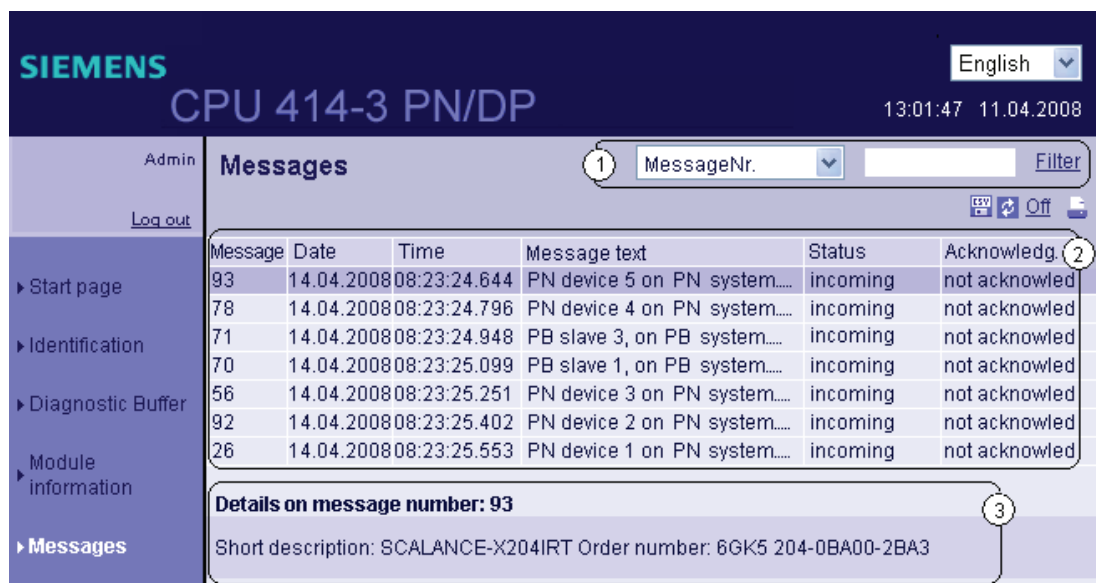 SIEMENS
English
CPU 414-3 PN/DP
13:01:47 11.04.2008
Admin
Log out
Messages
1 MessageNr. Filter
CSV Off
Message Date Time Message text Status Acknowledg. 2
93 14.04.2008 08:23:24.644 PN device 5 on PN system..... incoming not acknowled
78 14.04.2008 08:23:24.796 PN device 4 on PN system..... incoming not acknowled
71 14.04.2008 08:23:24.948 PB slave 3, on PB system..... incoming not acknowled
70 14.04.2008 08:23:25.099 PB slave 1, on PB system..... incoming not acknowled
56 14.04.2008 08:23:25.251 PN device 3 on PN system..... incoming not acknowled
92 14.04.2008 08:23:25.402 PN device 2 on PN system..... incoming not acknowled
26 14.04.2008 08:23:25.553 PN device 1 on PN system..... incoming not acknowled
Start page
Identification
Diagnostic Buffer
Module
information
Messages
Details on message number: 93
3
Short description: SCALANCE-X204IRT Order number: 6GK5 204-0BA00-2BA3